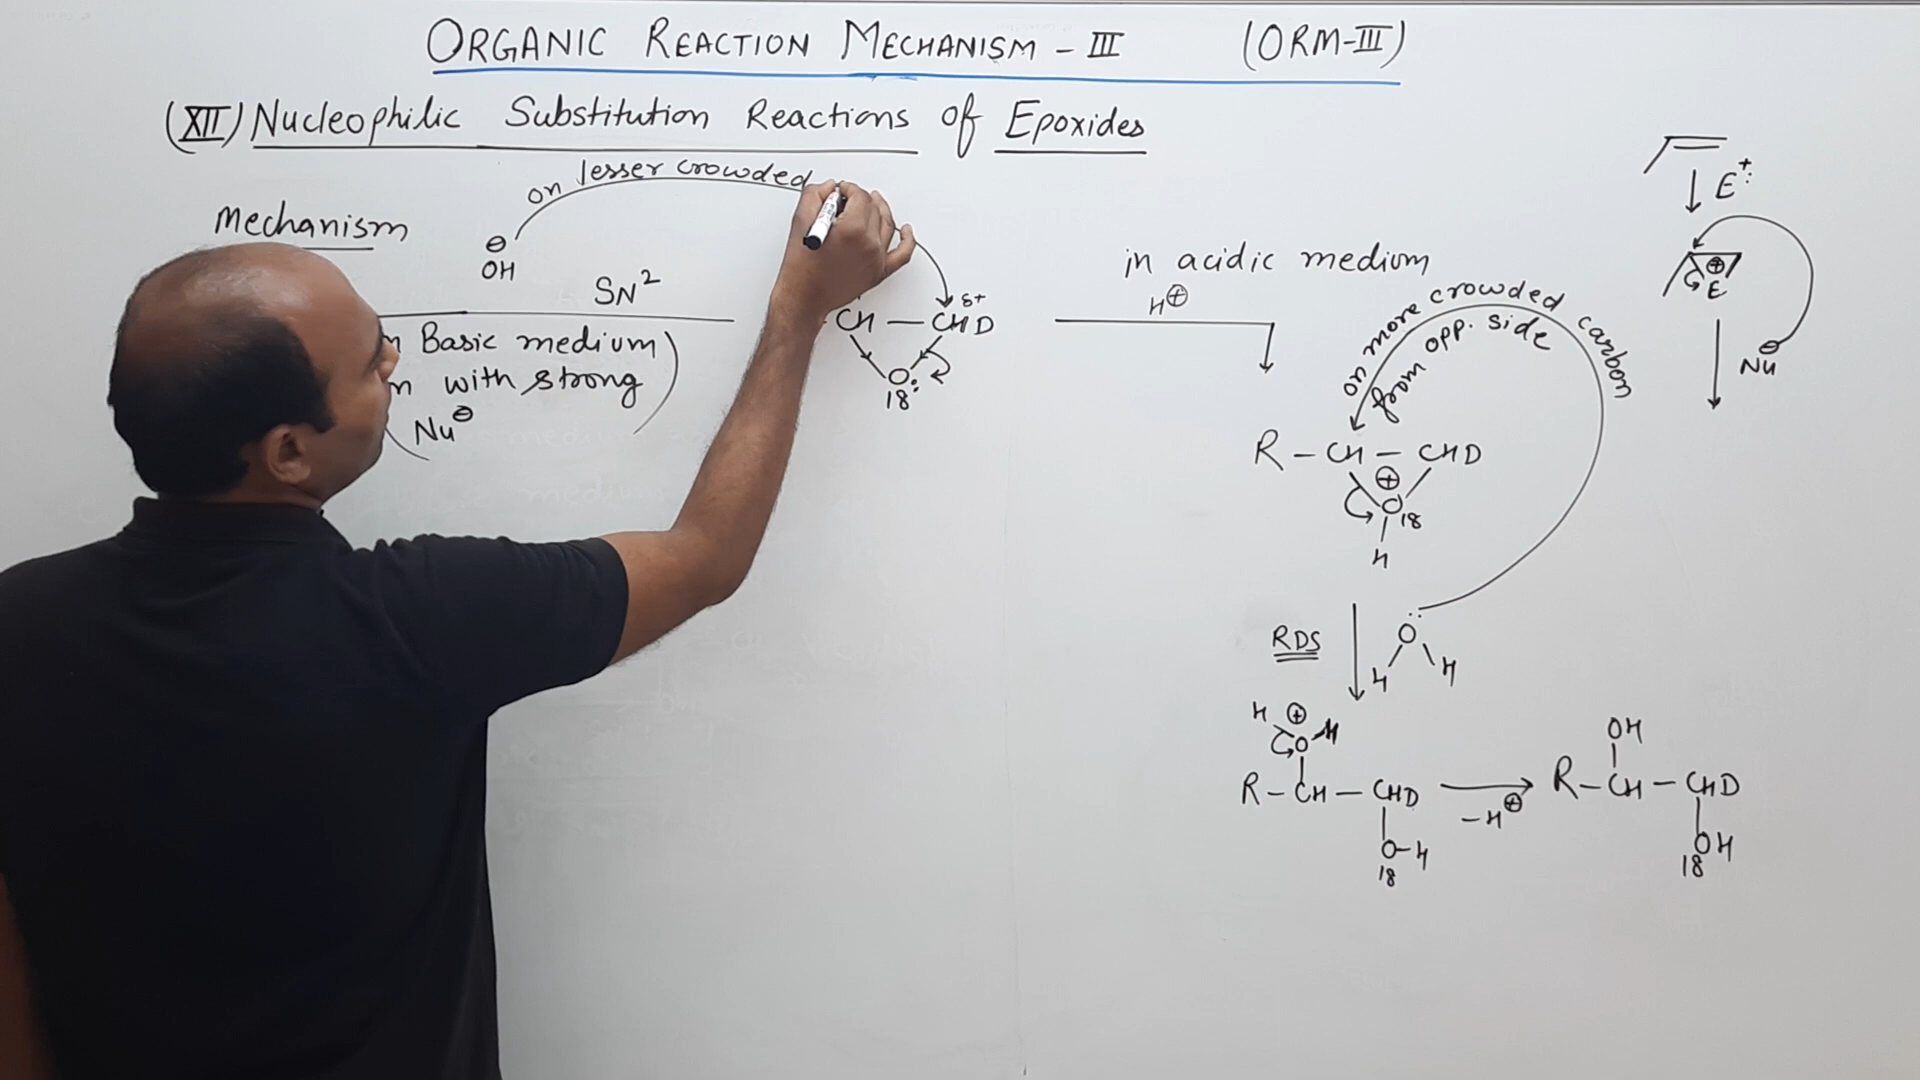 ORGANIC REACTION MECHANISM - III (ORM-III)
(XII) Nucleophilic Substitution Reactions of Epoxides
on lesser crowded
Mechanism
⊖
OH
SN²
Basic medium)
with strong
Nu⊖
CH — CHD
δ+
O:
18
in acidic medium
H⊕
on more crowded carbon
from opp. side
R — CH — CHD
⊕
O18
H
RDS
O
H H
H ⊕
O-H
R — CH — CHD
O-H
18
-H⊕
OH
R — CH — CHD
OH
18
E⁺
⊕
E
⊖
Nu